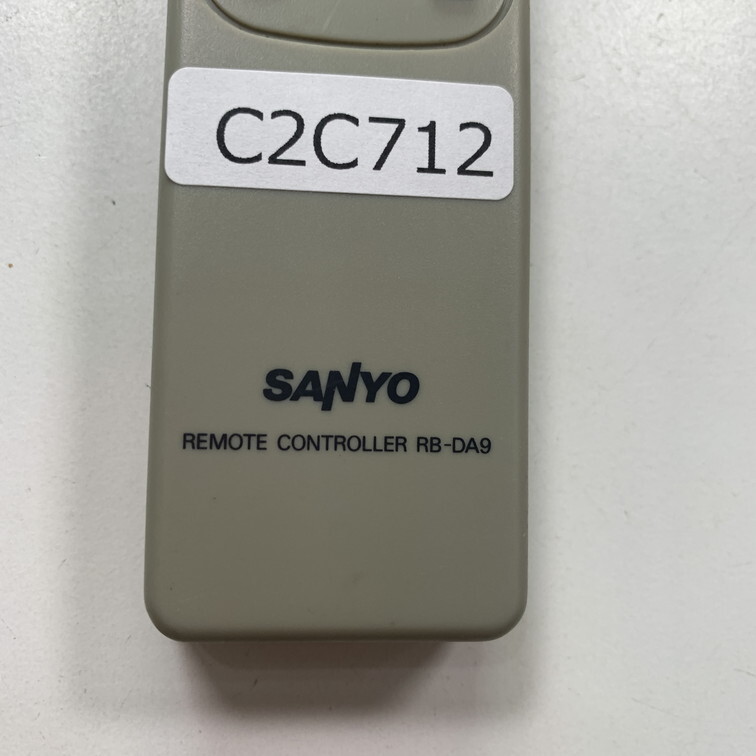 C2C712
SANYO
REMOTE CONTROLLER RB-DA9